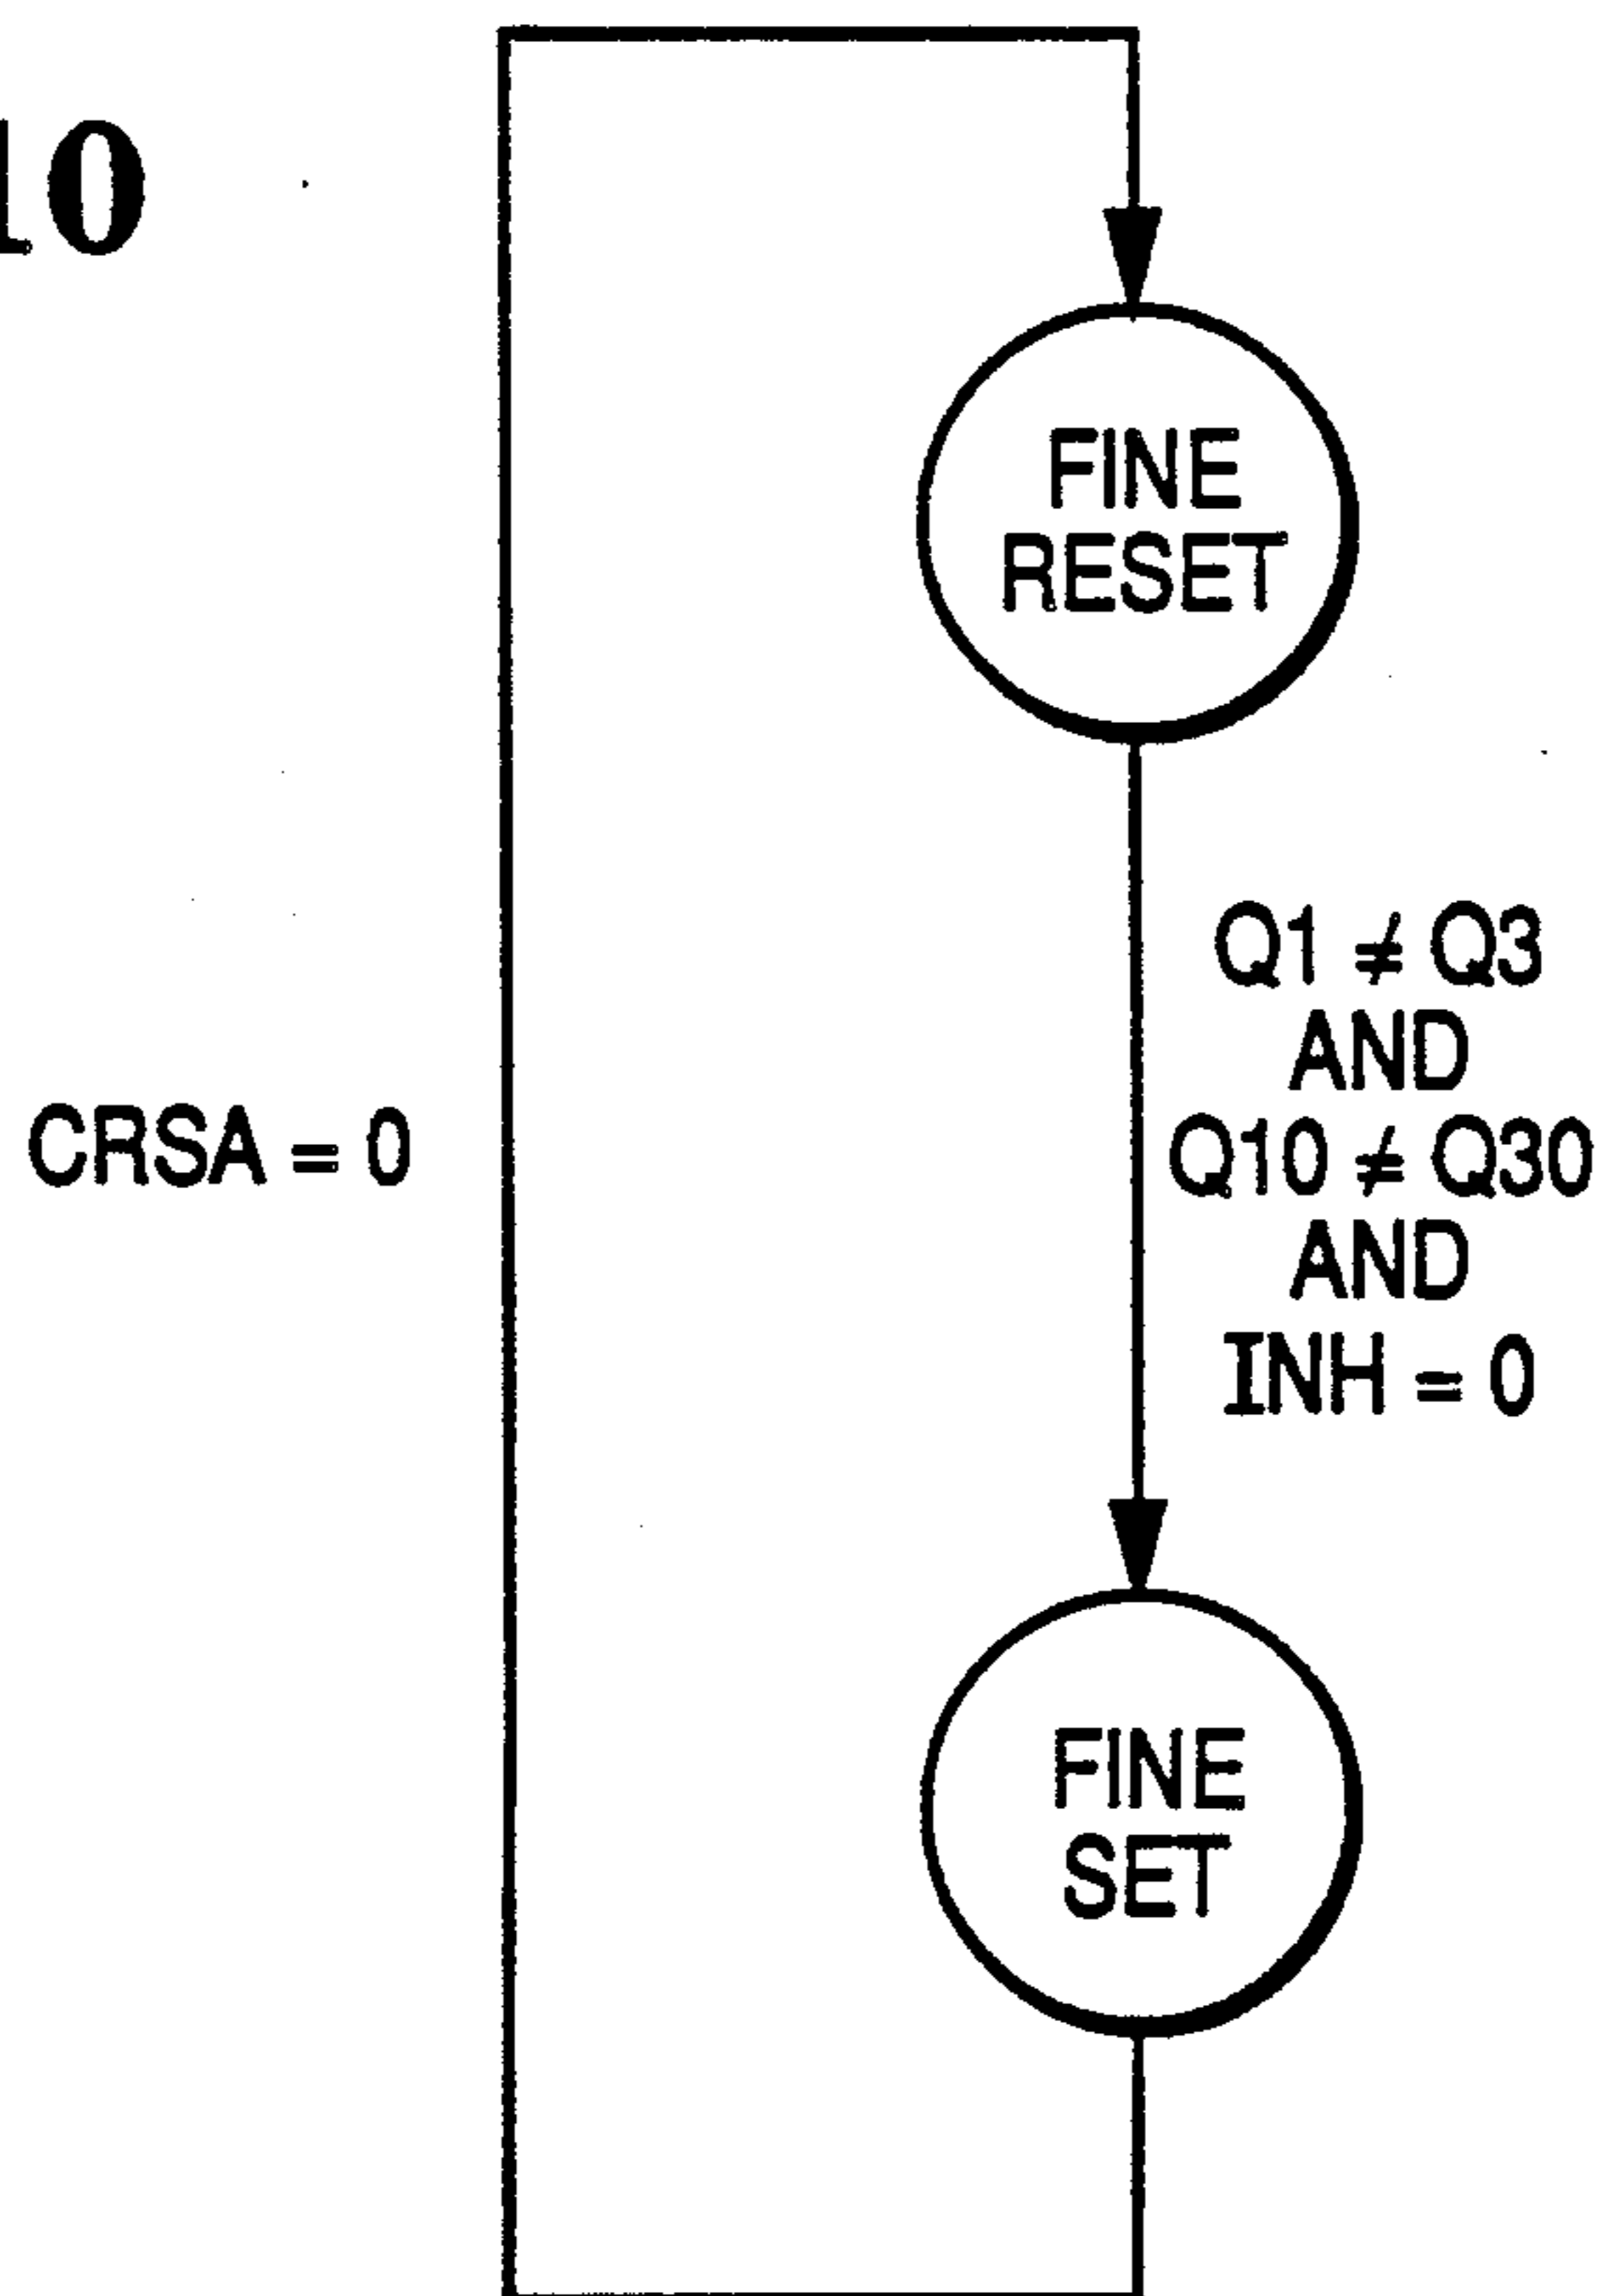 10
FINE
RESET
Q1 ≠ Q3
AND
Q10 ≠ Q30
AND
INH = 0
CRSA = 0
FINE
SET